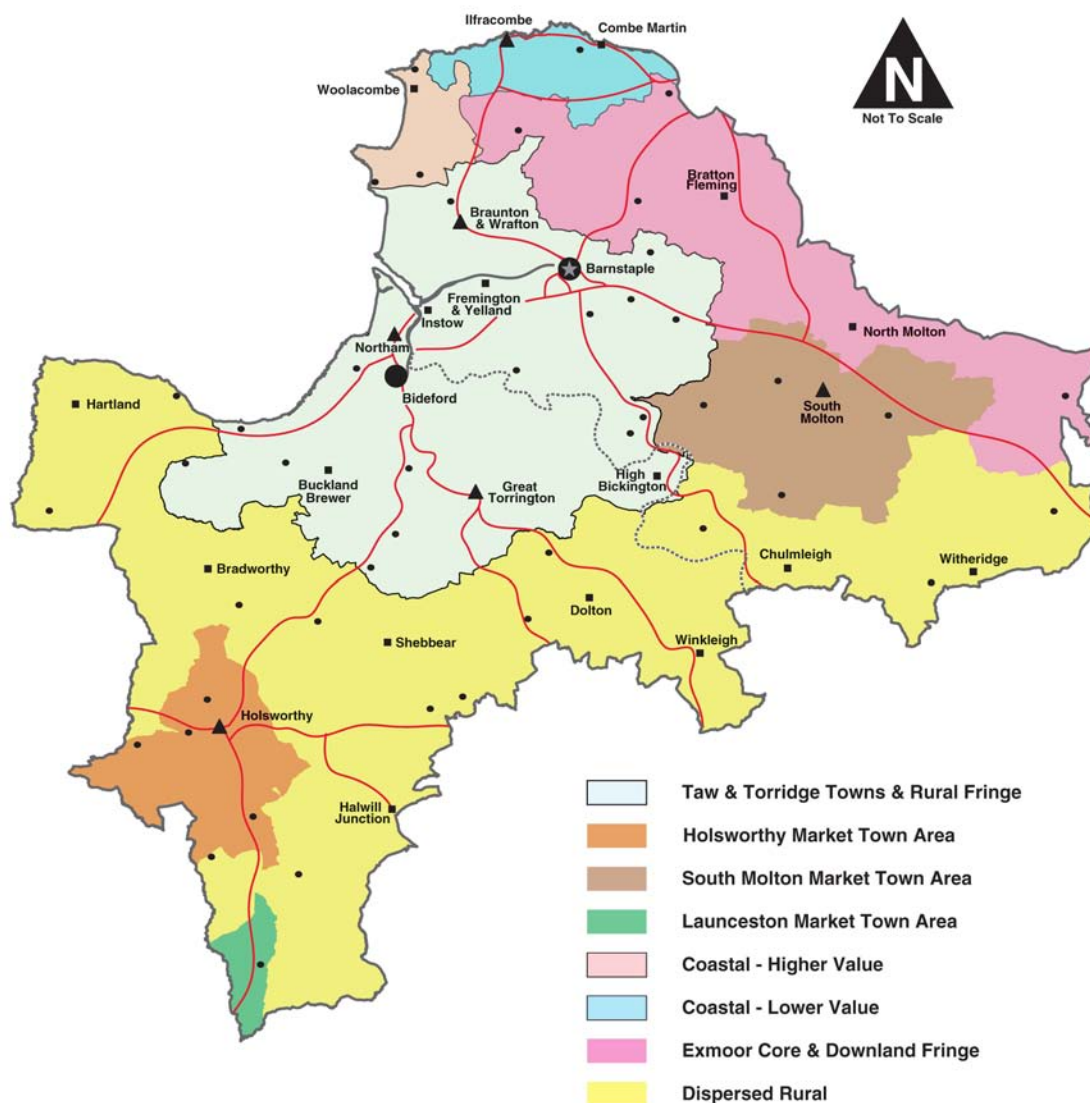 Ilfracombe
Combe Martin
N
Not To Scale
Woolacombe
Bratton
Fleming
Braunton
& Wrafton
Barnstaple
Fremington
& Yelland
Instow
North Molton
Northam
Hartland
Bideford
South
Molton
Buckland
Brewer
Great
Torrington
High
Bickington
Bradworthy
Chulmleigh
Witheridge
Dolton
Shebbear
Winkleigh
Holsworthy
Halwill
Junction
Taw & Torridge Towns & Rural Fringe
Holsworthy Market Town Area
South Molton Market Town Area
Launceston Market Town Area
Coastal - Higher Value
Coastal - Lower Value
Exmoor Core & Downland Fringe
Dispersed Rural